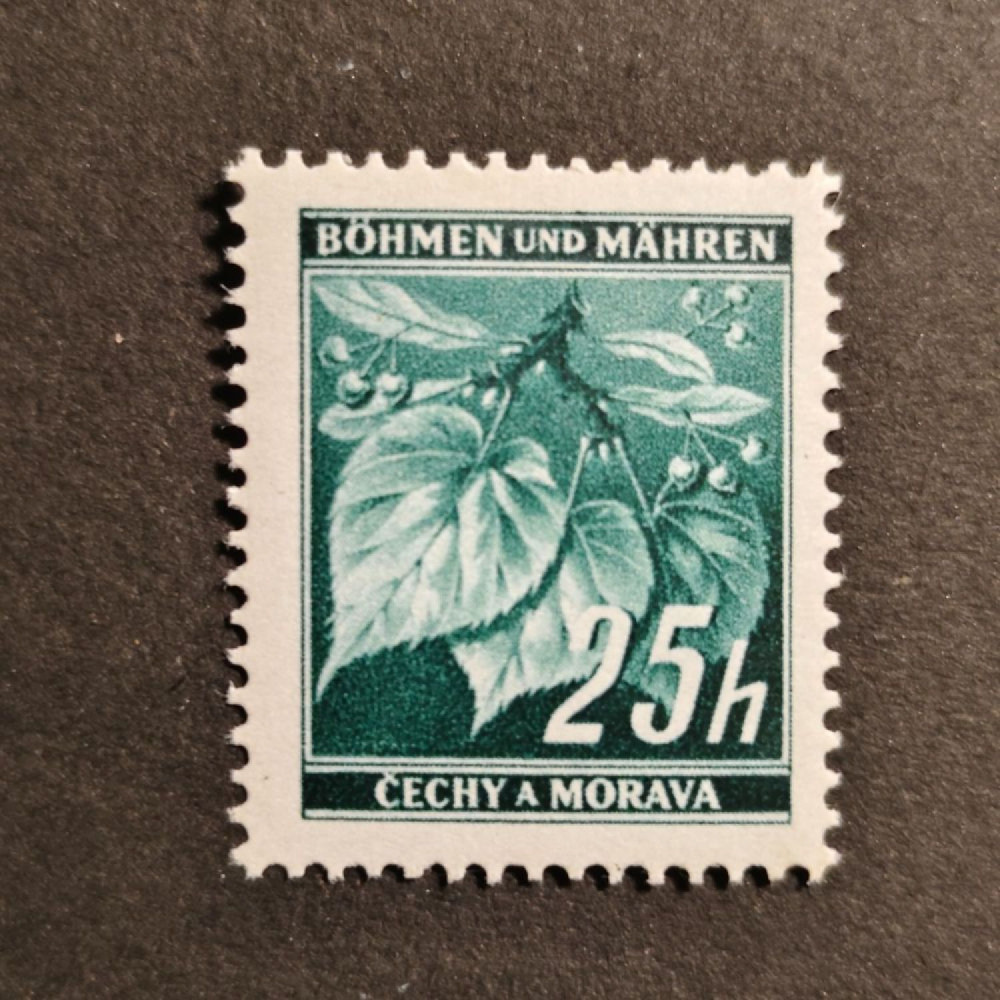 BÖHMEN UND MÄHREN
25h
ČECHY A MORAVA